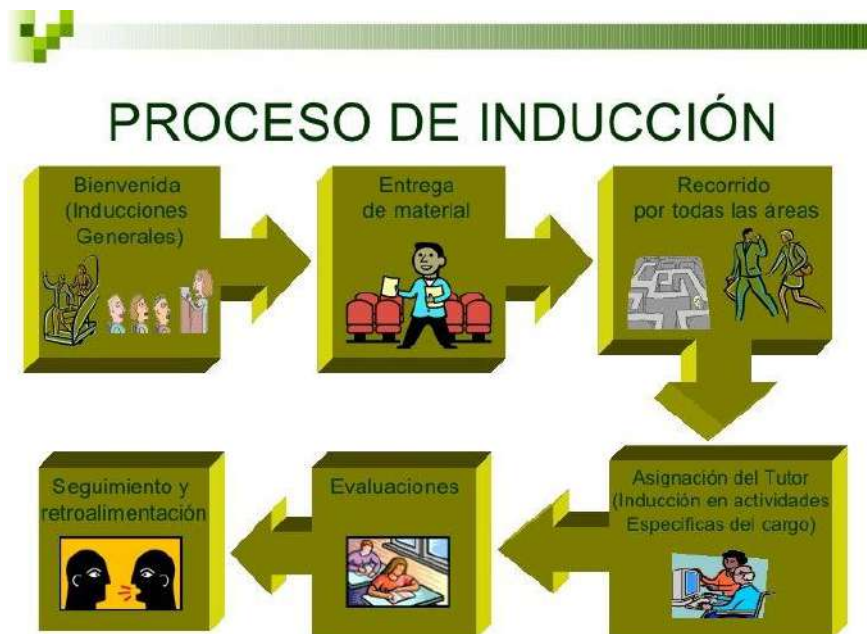 PROCESO DE INDUCCIÓN
Bienvenida
(Inducciones
Generales)
Entrega
de material
Recorrido
por todas las áreas
Asignación del Tutor
(Inducción en actividades
Especificas del cargo)
Evaluaciones
Seguimiento y
retroalimentación